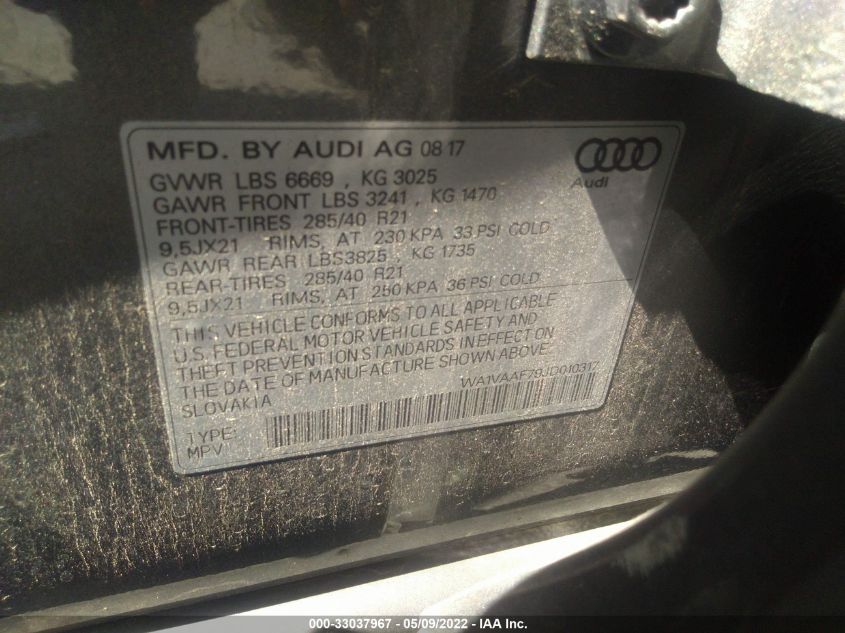 MFD. BY AUDI AG 08 17
Audi
GVWR LBS 6669 , KG 3025
GAWR FRONT LBS 3241 , KG 1470
FRONT-TIRES 285/40 R21
9,5JX21 RIMS, AT 230 KPA 33 PSI COLD
GAWR REAR LBS3825 , KG 1735
REAR-TIRES 285/40 R21
9,5JX21 RIMS, AT 250 KPA 36 PSI COLD
THIS VEHICLE CONFORMS TO ALL APPLICABLE
U.S. FEDERAL MOTOR VEHICLE SAFETY AND
THEFT PREVENTION STANDARDS IN EFFECT ON
THE DATE OF MANUFACTURE SHOWN ABOVE.
SLOVAKIA
WA1VAAF79JD010317
TYPE:
MPV
000-33037967 - 05/09/2022 - IAA Inc.